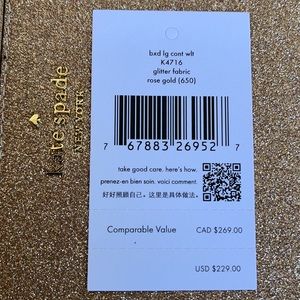 kate spade
NEW YORK
bxd lg cont wlt
K4716
glitter fabric
rose gold (650)
7 67883 26952 7
take good care. here's how.
prenez-en bien soin. voici comment.
好好照顾自己。这里是具体做法。
Comparable Value CAD $269.00
USD $229.00